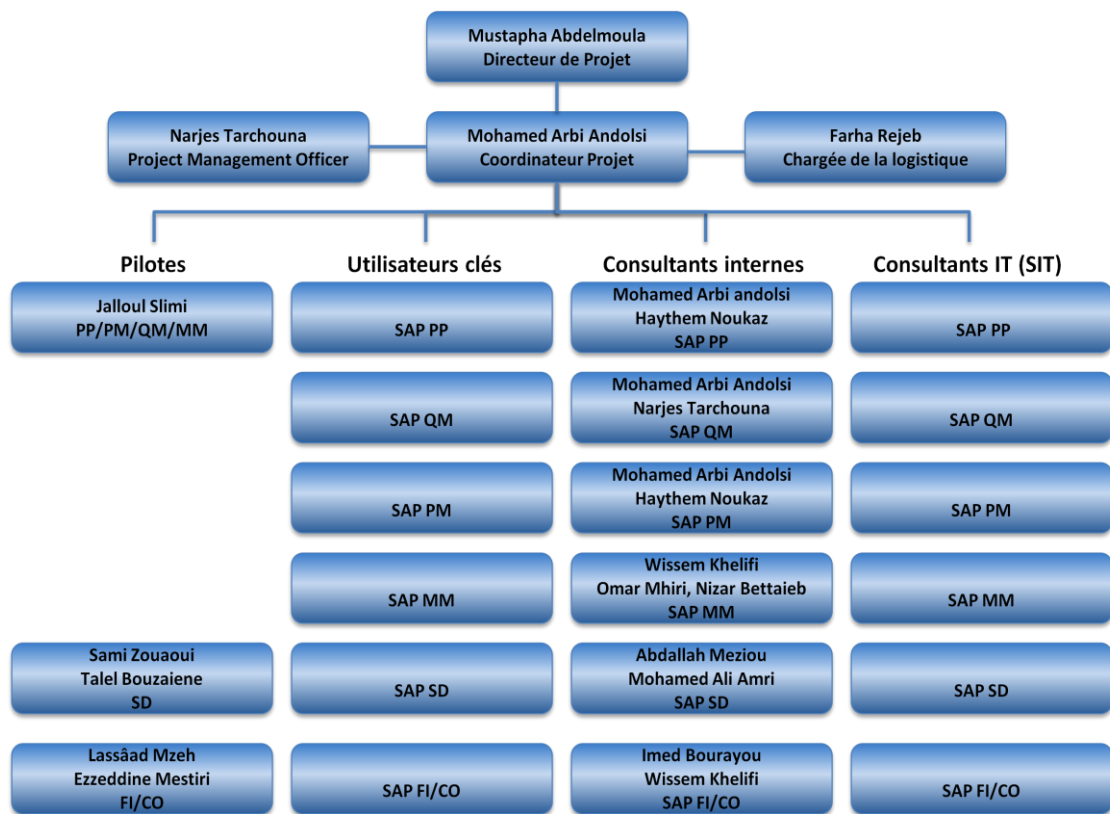 Mustapha Abdelmoula
Directeur de Projet
Narjes Tarchouna
Project Management Officer
Mohamed Arbi Andolsi
Coordinateur Projet
Farha Rejeb
Chargée de la logistique
Pilotes
Utilisateurs clés
Consultants internes
Consultants IT (SIT)
Jalloul Slimi
PP/PM/QM/MM
SAP PP
Mohamed Arbi andolsi
Haythem Noukaz
SAP PP
SAP PP
SAP QM
Mohamed Arbi Andolsi
Narjes Tarchouna
SAP QM
SAP QM
SAP PM
Mohamed Arbi Andolsi
Haythem Noukaz
SAP PM
SAP PM
SAP MM
Wissem Khelifi
Omar Mhiri, Nizar Bettaieb
SAP MM
SAP MM
Sami Zouaoui
Talel Bouzaiene
SD
SAP SD
Abdallah Meziou
Mohamed Ali Amri
SAP SD
SAP SD
Lassâad Mzeh
Ezzeddine Mestiri
FI/CO
SAP FI/CO
Imed Bourayou
Wissem Khelifi
SAP FI/CO
SAP FI/CO